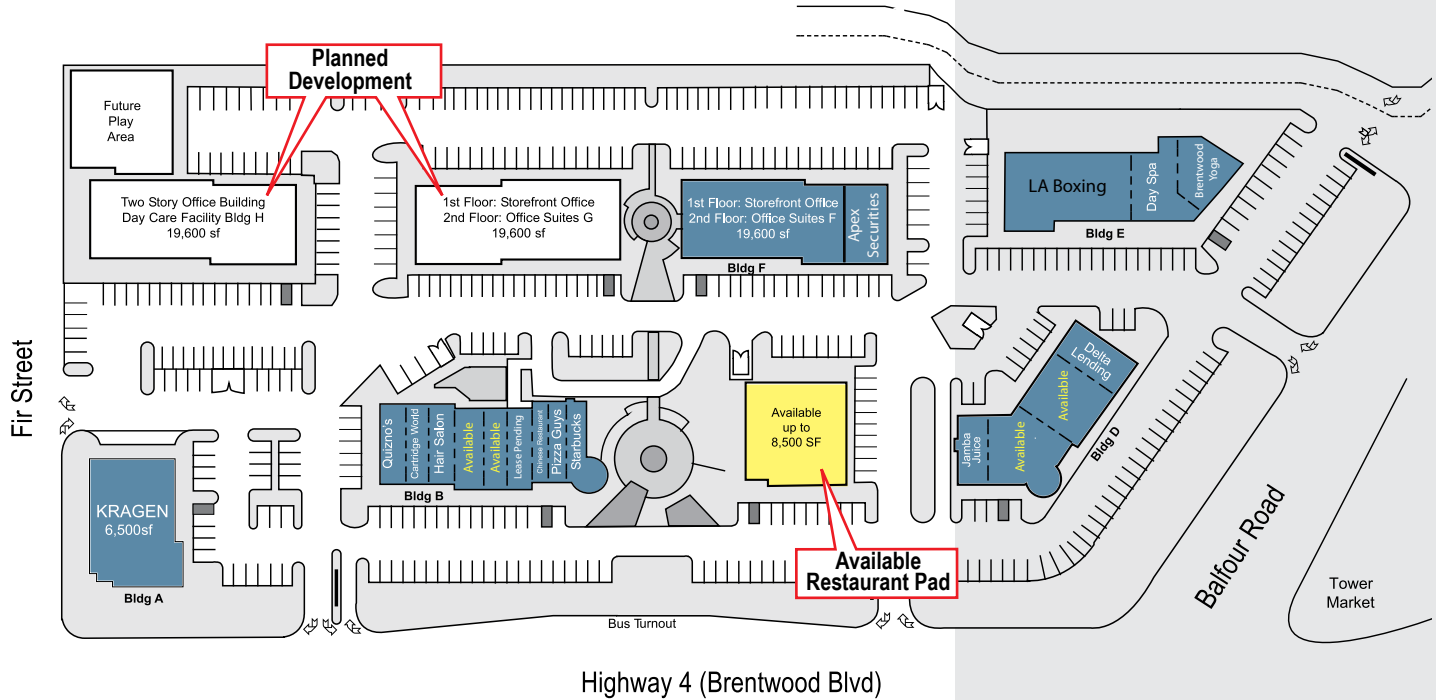 Planned
Development
Future
Play
Area
Two Story Office Building
Day Care Facility Bldg H
19,600 sf
1st Floor: Storefront Office
2nd Floor: Office Suites G
19,600 sf
1st Floor: Storefront Office
2nd Floor: Office Suites F
19,600 sf
Apex
Securities
Bldg F
LA Boxing
Day Spa
Brentwood
Yoga
Bldg E
Fir Street
Quizno's
Cartridge World
Hair Salon
Available
Available
Lease Pending
Chinese Restaurant
Pizza Guys
Starbucks
Bldg B
Available
up to
8,500 SF
Delta
Lending
Available
Jamba
Juice
Available
Bldg D
KRAGEN
6,500sf
Bldg A
Available
Restaurant Pad
Balfour Road
Tower
Market
Bus Turnout
Highway 4 (Brentwood Blvd)